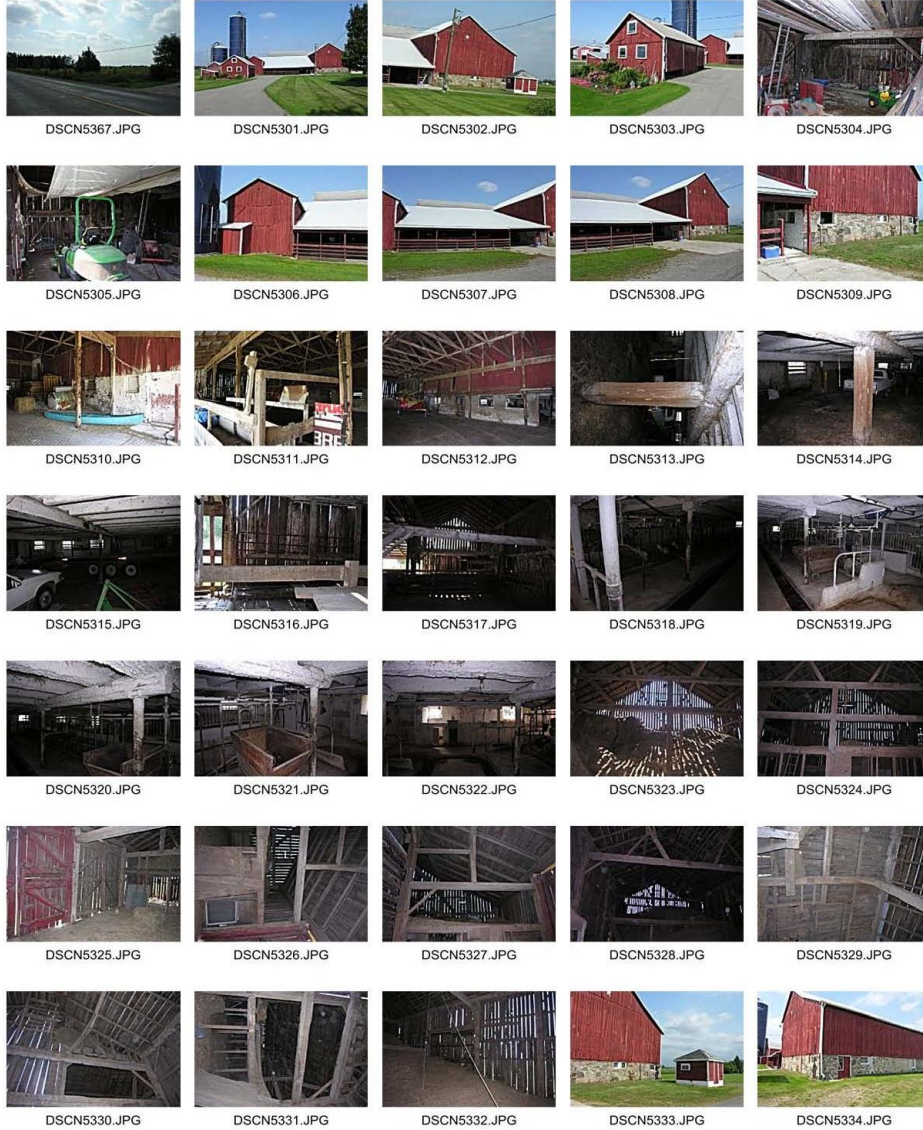 DSCN5367.JPG DSCN5301.JPG DSCN5302.JPG DSCN5303.JPG DSCN5304.JPG
DSCN5305.JPG DSCN5306.JPG DSCN5307.JPG DSCN5308.JPG DSCN5309.JPG
DSCN5310.JPG DSCN5311.JPG DSCN5312.JPG DSCN5313.JPG DSCN5314.JPG
DSCN5315.JPG DSCN5316.JPG DSCN5317.JPG DSCN5318.JPG DSCN5319.JPG
DSCN5320.JPG DSCN5321.JPG DSCN5322.JPG DSCN5323.JPG DSCN5324.JPG
DSCN5325.JPG DSCN5326.JPG DSCN5327.JPG DSCN5328.JPG DSCN5329.JPG
DSCN5330.JPG DSCN5331.JPG DSCN5332.JPG DSCN5333.JPG DSCN5334.JPG